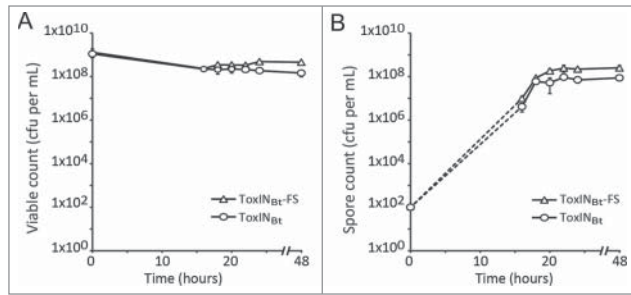 A
Viable count (cfu per mL)
1x10^10
1x10^8
1x10^6
1x10^4
1x10^2
1x10^0
ToxIN_Bt-FS
ToxIN_Bt
0
20
48
Time (hours)
B
Spore count (cfu per mL)
1x10^10
1x10^8
1x10^6
1x10^4
1x10^2
1x10^0
ToxIN_Bt-FS
ToxIN_Bt
0
20
48
Time (hours)